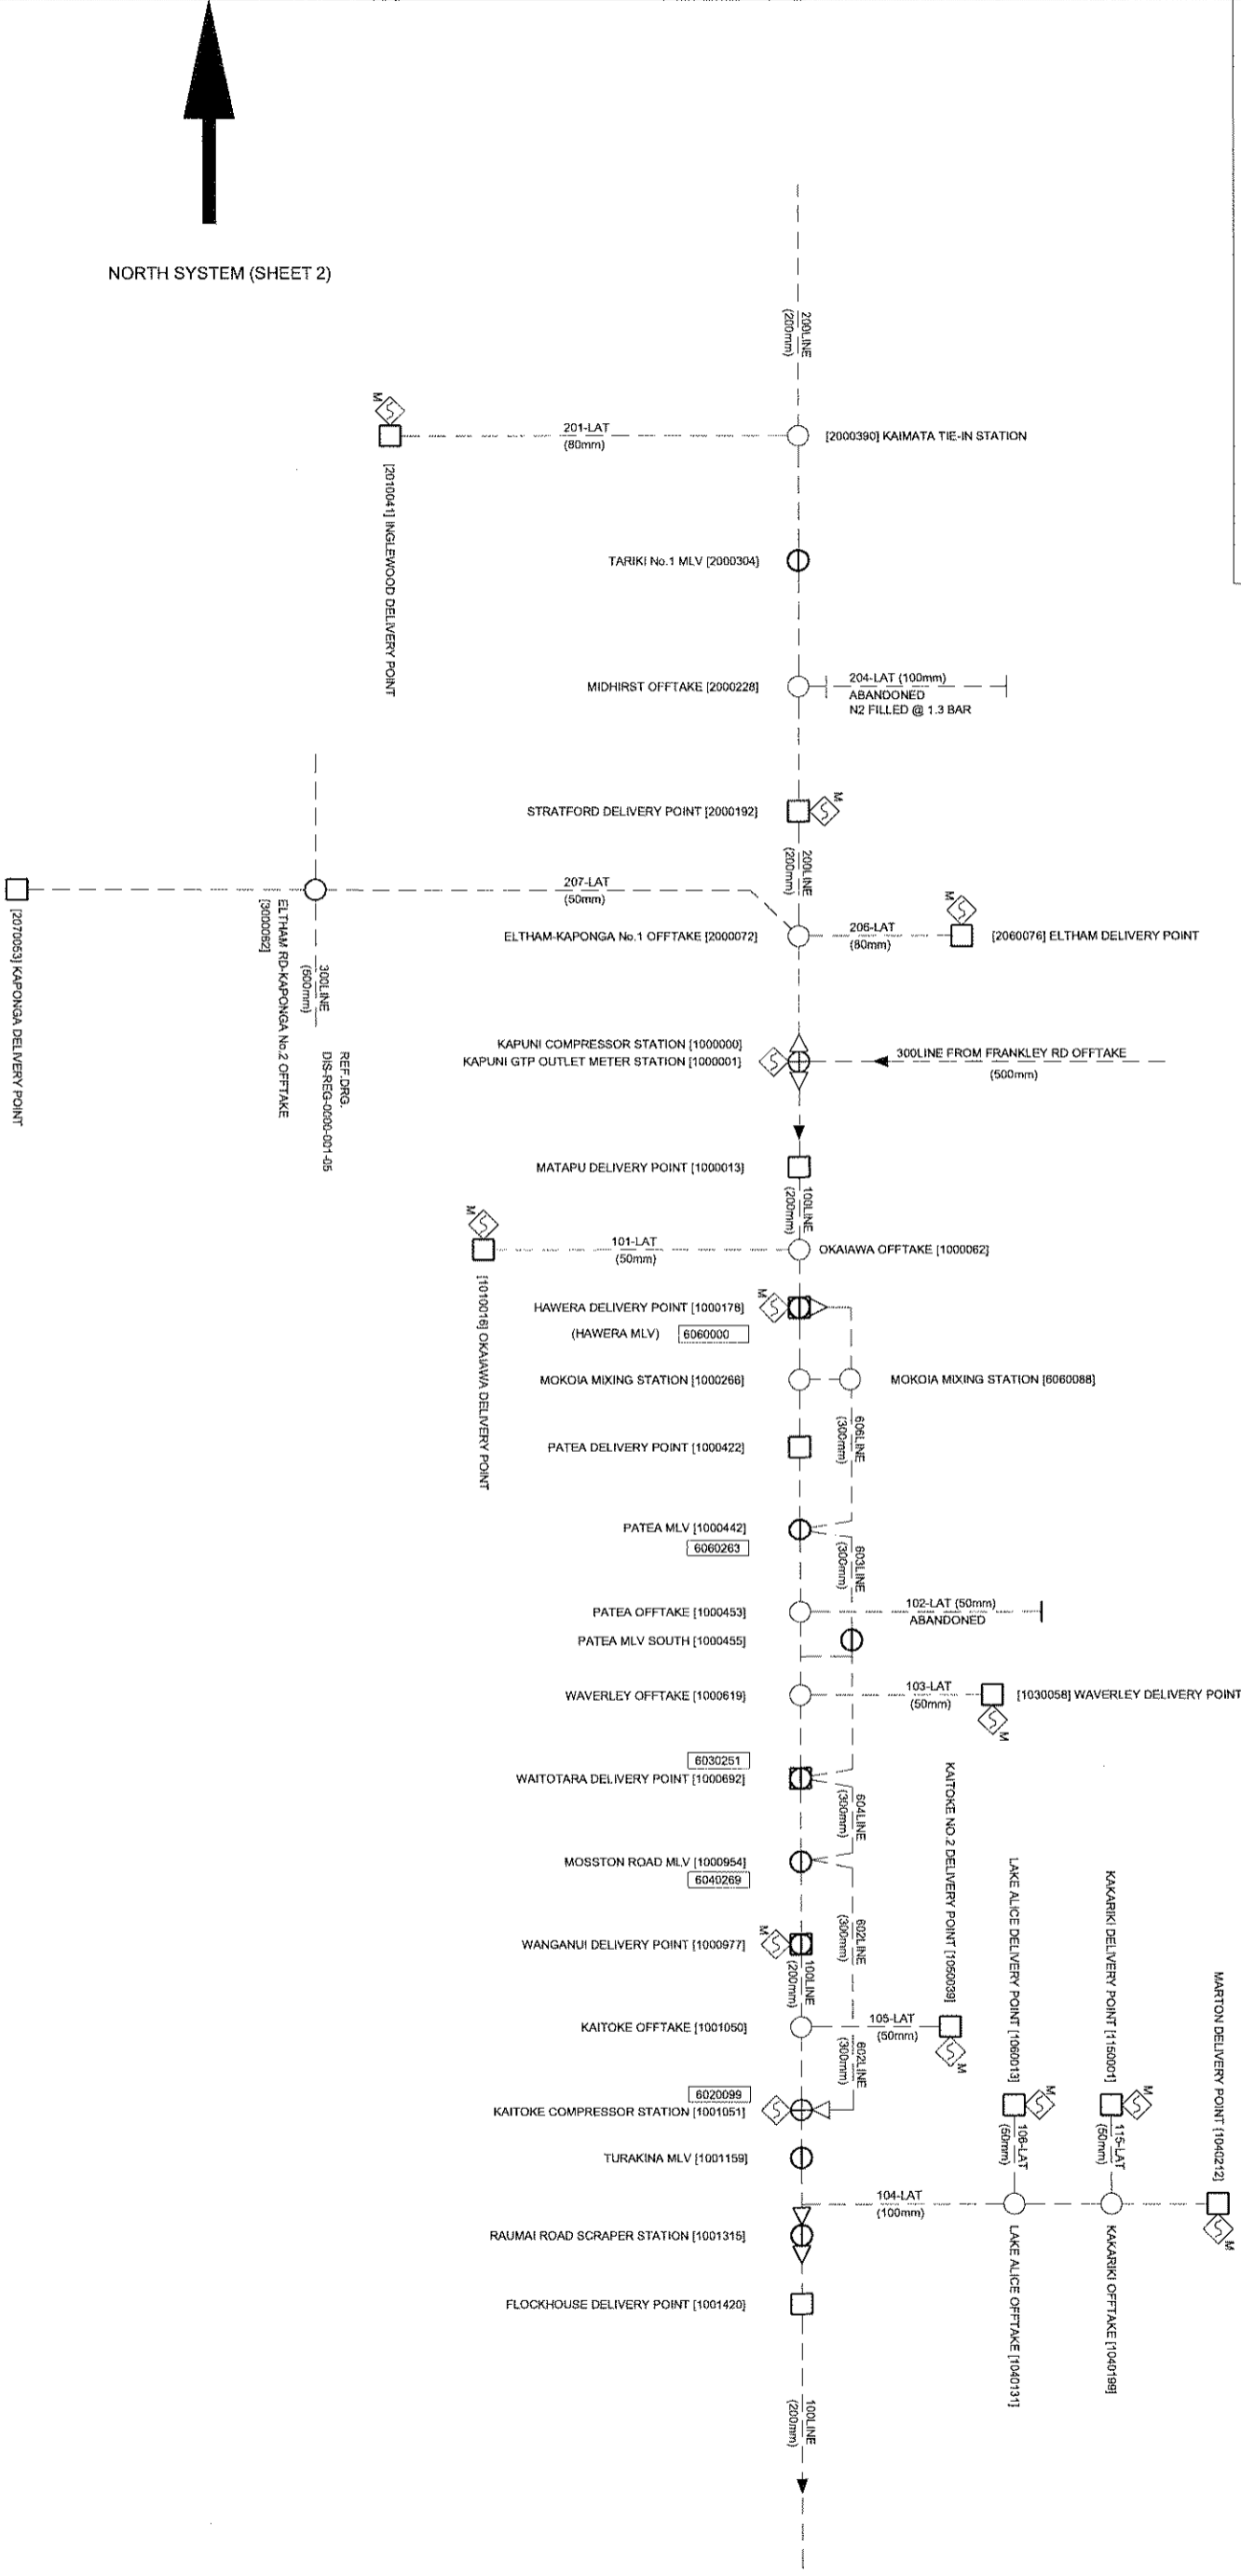 NORTH SYSTEM (SHEET 2)
200LINE
(200mm)
M
201-LAT
(80mm)
[2000390] KAIMATA TIE-IN STATION
[2010041] INGLEWOOD DELIVERY POINT
TARIKI No.1 MLV [2000304]
MIDHIRST OFFTAKE [2000228]
204-LAT (100mm)
ABANDONED
N2 FILLED @ 1.3 BAR
STRATFORD DELIVERY POINT [2000192]
M
200LINE
(200mm)
207-LAT
(50mm)
[2070053] KAPONGA DELIVERY POINT
ELTHAM RD-KAPONGA No.2 OFFTAKE
[3000062]
300LINE
(500mm)
REF.DRG.
DIS-REG-0000-001-05
ELTHAM-KAPONGA No.1 OFFTAKE [2000072]
206-LAT
(80mm)
M
[2060076] ELTHAM DELIVERY POINT
KAPUNI COMPRESSOR STATION [1000000]
KAPUNI GTP OUTLET METER STATION [1000001]
300LINE FROM FRANKLEY RD OFFTAKE
(500mm)
MATAPU DELIVERY POINT [1000013]
100LINE
(200mm)
M
101-LAT
(50mm)
OKAIAWA OFFTAKE [1000062]
[1010016] OKAIAWA DELIVERY POINT
HAWERA DELIVERY POINT [1000178]
M
(HAWERA MLV)
6060000
MOKOIA MIXING STATION [1000266]
MOKOIA MIXING STATION [6060088]
606LINE
(300mm)
PATEA DELIVERY POINT [1000422]
PATEA MLV [1000442]
6060263
603LINE
(300mm)
PATEA OFFTAKE [1000453]
102-LAT (50mm)
ABANDONED
PATEA MLV SOUTH [1000455]
WAVERLEY OFFTAKE [1000619]
103-LAT
(50mm)
[1030058] WAVERLEY DELIVERY POINT
M
6030251
WAITOTARA DELIVERY POINT [1000692]
604LINE
(300mm)
MOSSTON ROAD MLV [1000954]
6040269
602LINE
(300mm)
WANGANUI DELIVERY POINT [1000977]
M
100LINE
(200mm)
KAITOKE NO.2 DELIVERY POINT [1050039]
KAITOKE OFFTAKE [1001050]
105-LAT
(50mm)
M
602LINE
(300mm)
6020099
KAITOKE COMPRESSOR STATION [1001051]
TURAKINA MLV [1001159]
LAKE ALICE DELIVERY POINT [1060013]
M
106-LAT
(50mm)
KAKARIKI DELIVERY POINT [1150001]
M
115-LAT
(50mm)
MARTON DELIVERY POINT [1040212]
M
104-LAT
(100mm)
LAKE ALICE OFFTAKE [1040131]
KAKARIKI OFFTAKE [1040199]
RAUMAI ROAD SCRAPER STATION [1001315]
FLOCKHOUSE DELIVERY POINT [1001420]
100LINE
(200mm)